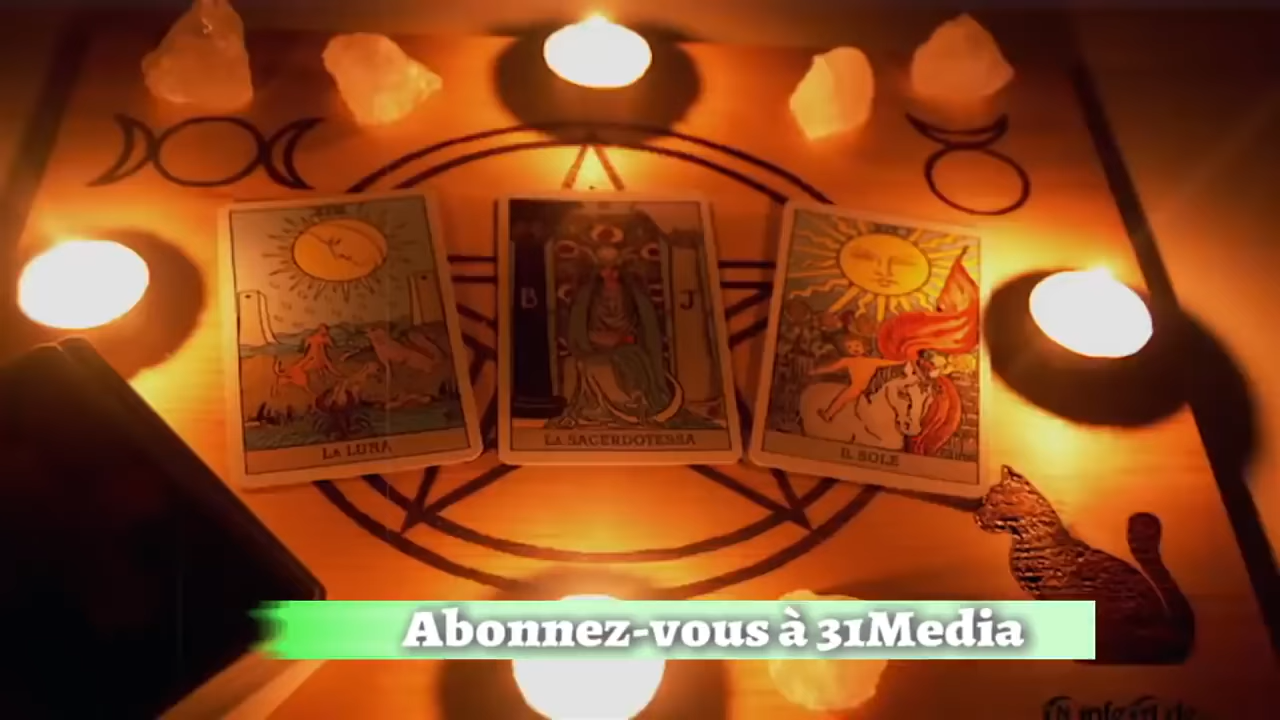 B
J
LA LUNA
LA SACERDOTESSA
IL SOLE
Abonnez-vous à 31Media